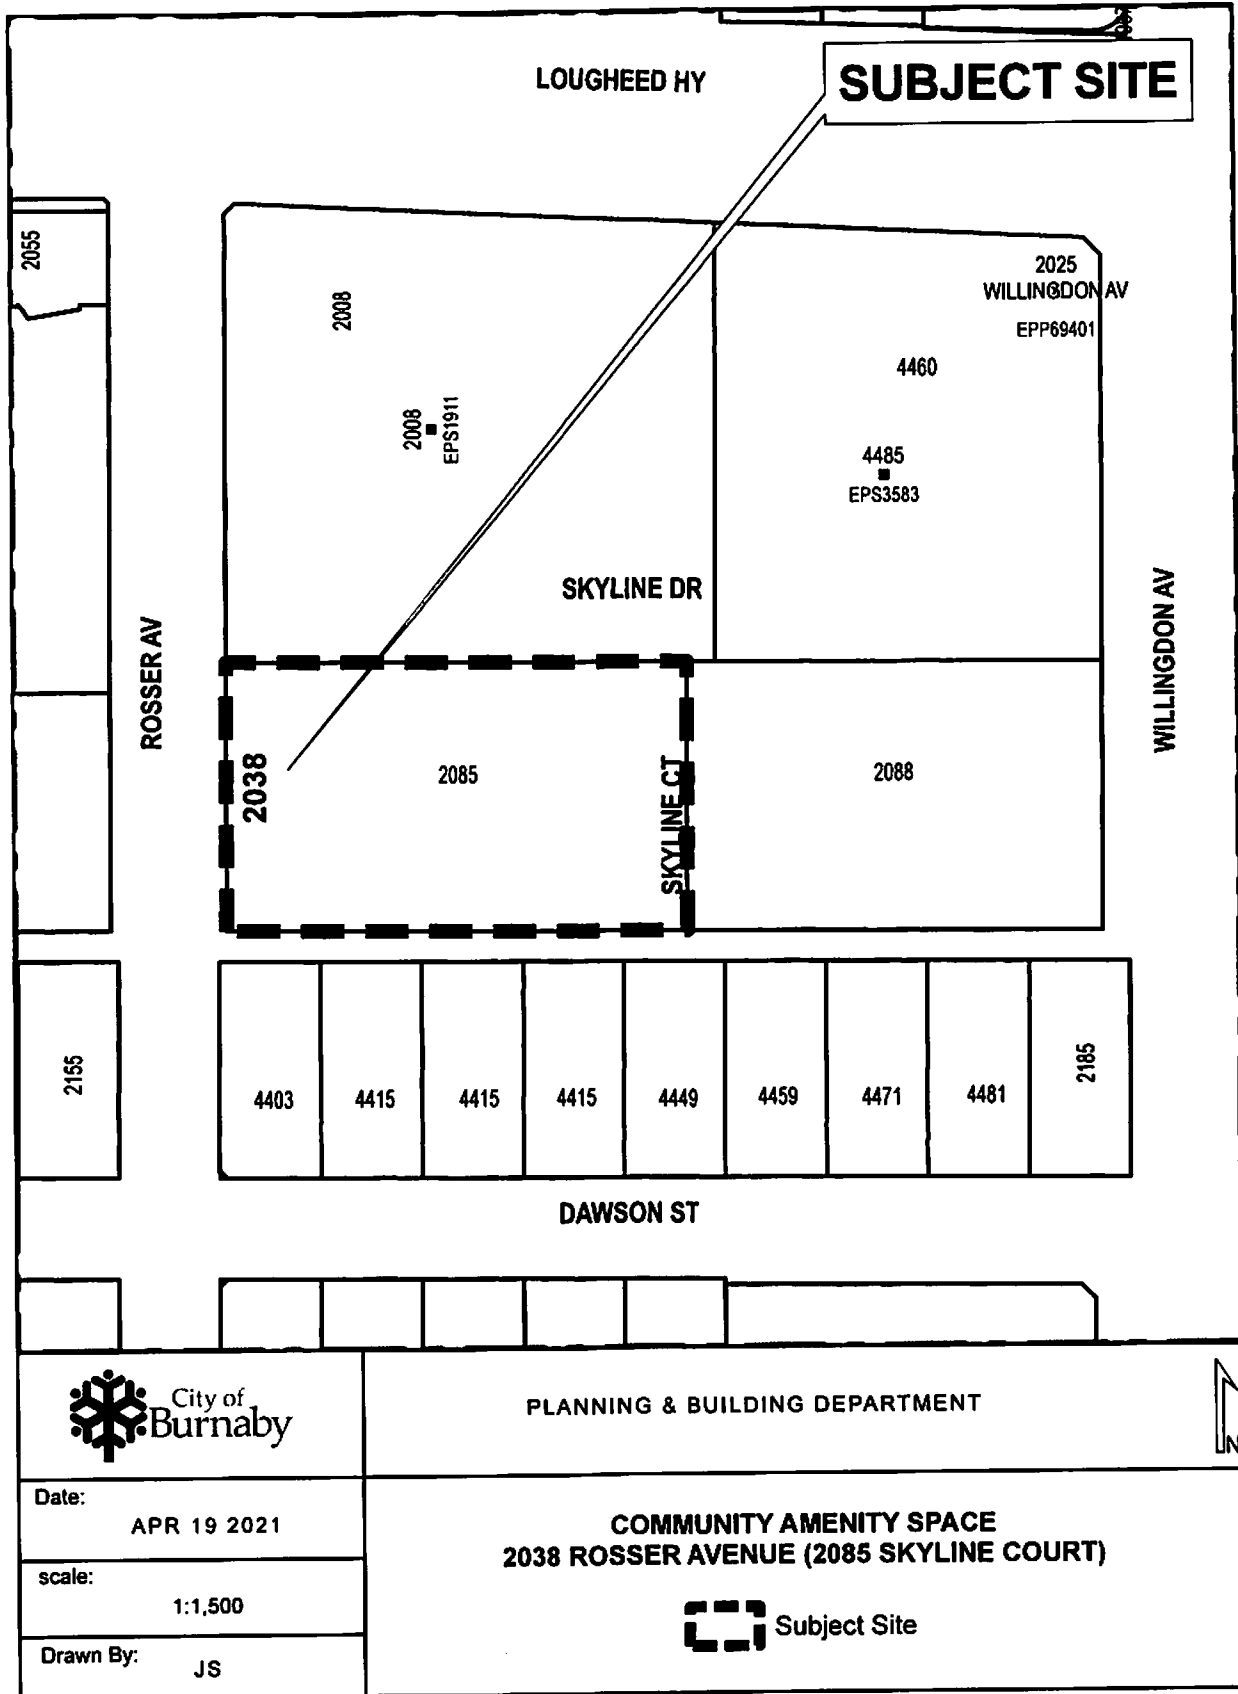 LOUGHEED HY
SUBJECT SITE
2055
2008
2025
WILLINGDON AV
EPP69401
4460
2008
EPS1911
4485
EPS3583
SKYLINE DR
ROSSER AV
WILLINGDON AV
2038
2085
SKYLINE CT
2088
2155
4403
4415
4415
4415
4449
4459
4471
4481
2185
DAWSON ST
City of
Burnaby
PLANNING & BUILDING DEPARTMENT
N
Date:
APR 19 2021
scale:
1:1,500
Drawn By:
JS
COMMUNITY AMENITY SPACE
2038 ROSSER AVENUE (2085 SKYLINE COURT)
Subject Site